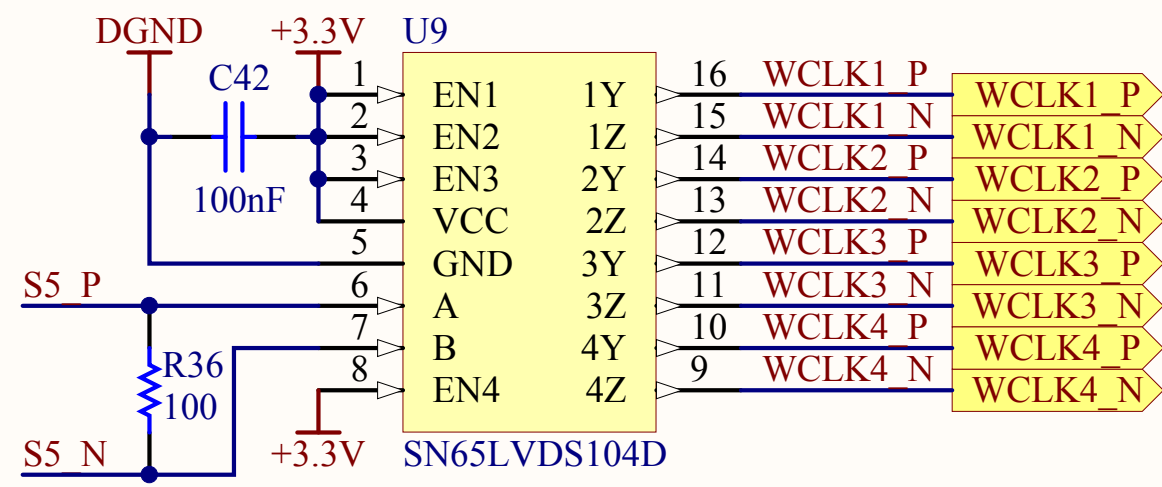 DGND +3.3V U9
C42
100nF
1 EN1 1Y 16 WCLK1_P WCLK1_P
2 EN2 1Z 15 WCLK1_N WCLK1_N
3 EN3 2Y 14 WCLK2_P WCLK2_P
4 VCC 2Z 13 WCLK2_N WCLK2_N
5 GND 3Y 12 WCLK3_P WCLK3_P
S5_P 6 A 3Z 11 WCLK3_N WCLK3_N
7 B 4Y 10 WCLK4_P WCLK4_P
R36
100
8 EN4 4Z 9 WCLK4_N WCLK4_N
S5_N +3.3V SN65LVDS104D